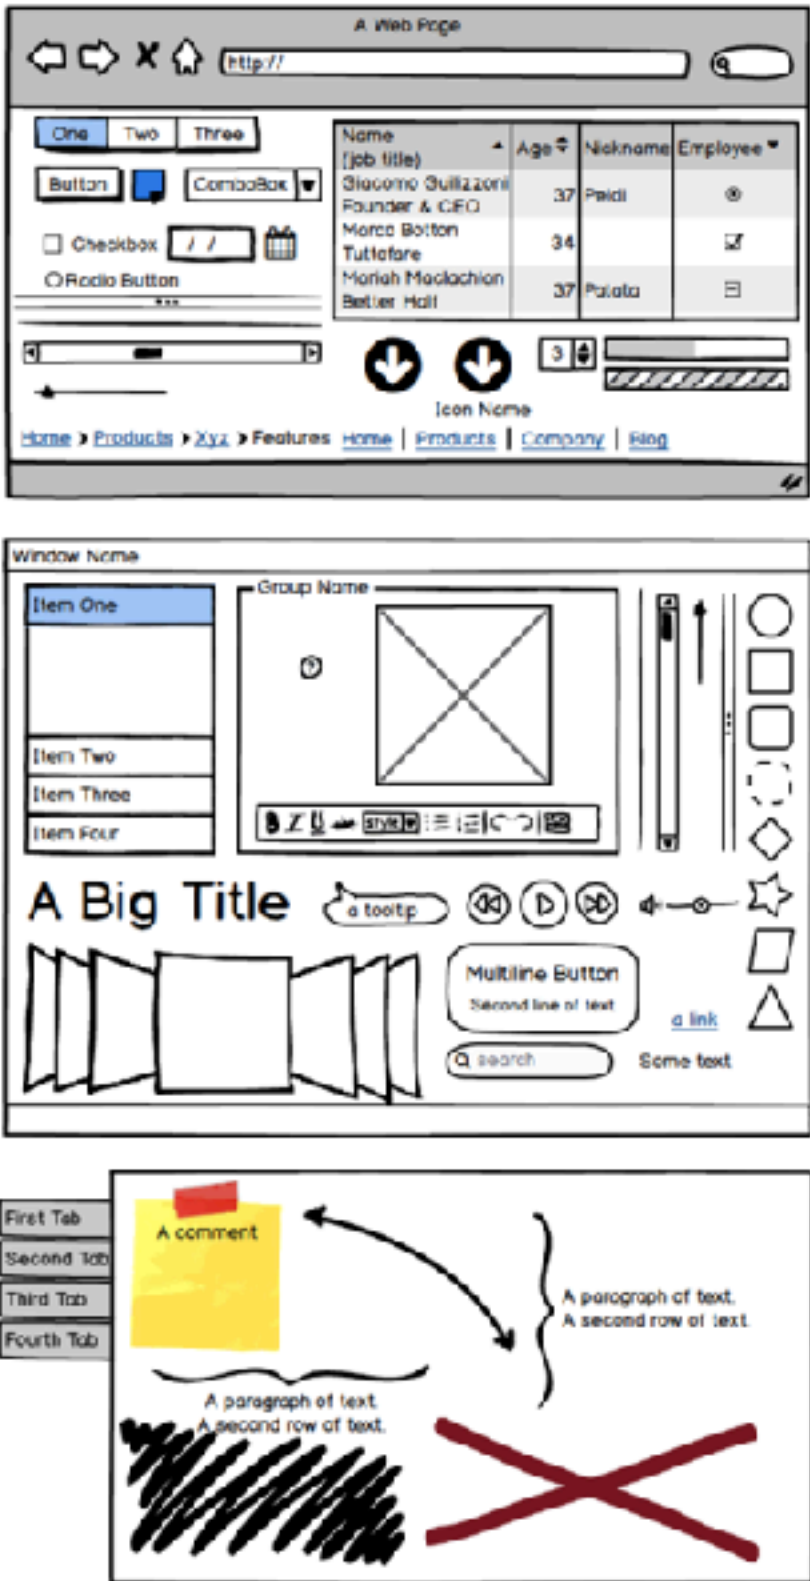 A Web Page
http://
One Two Three
Button ComboBox
Checkbox / /
Radio Button
Name
(job title)
Age Nickname Employee
Giacomo Guilizzoni
Founder & CEO
37 Peldi
Marco Botton
Tuttofare
34
Mariah Maclachlan
Better Half
37 Patata
3
Icon Name
Home Products Xyz Features
Home Products Company Blog
Window Name
Item One
Item Two
Item Three
Item Four
Group Name
?
B I U abc style
A Big Title
a tooltip
Multiline Button
Second line of text
a link
search
Some text
First Tab
Second Tab
Third Tab
Fourth Tab
A comment
A paragraph of text.
A second row of text.
A paragraph of text.
A second row of text.